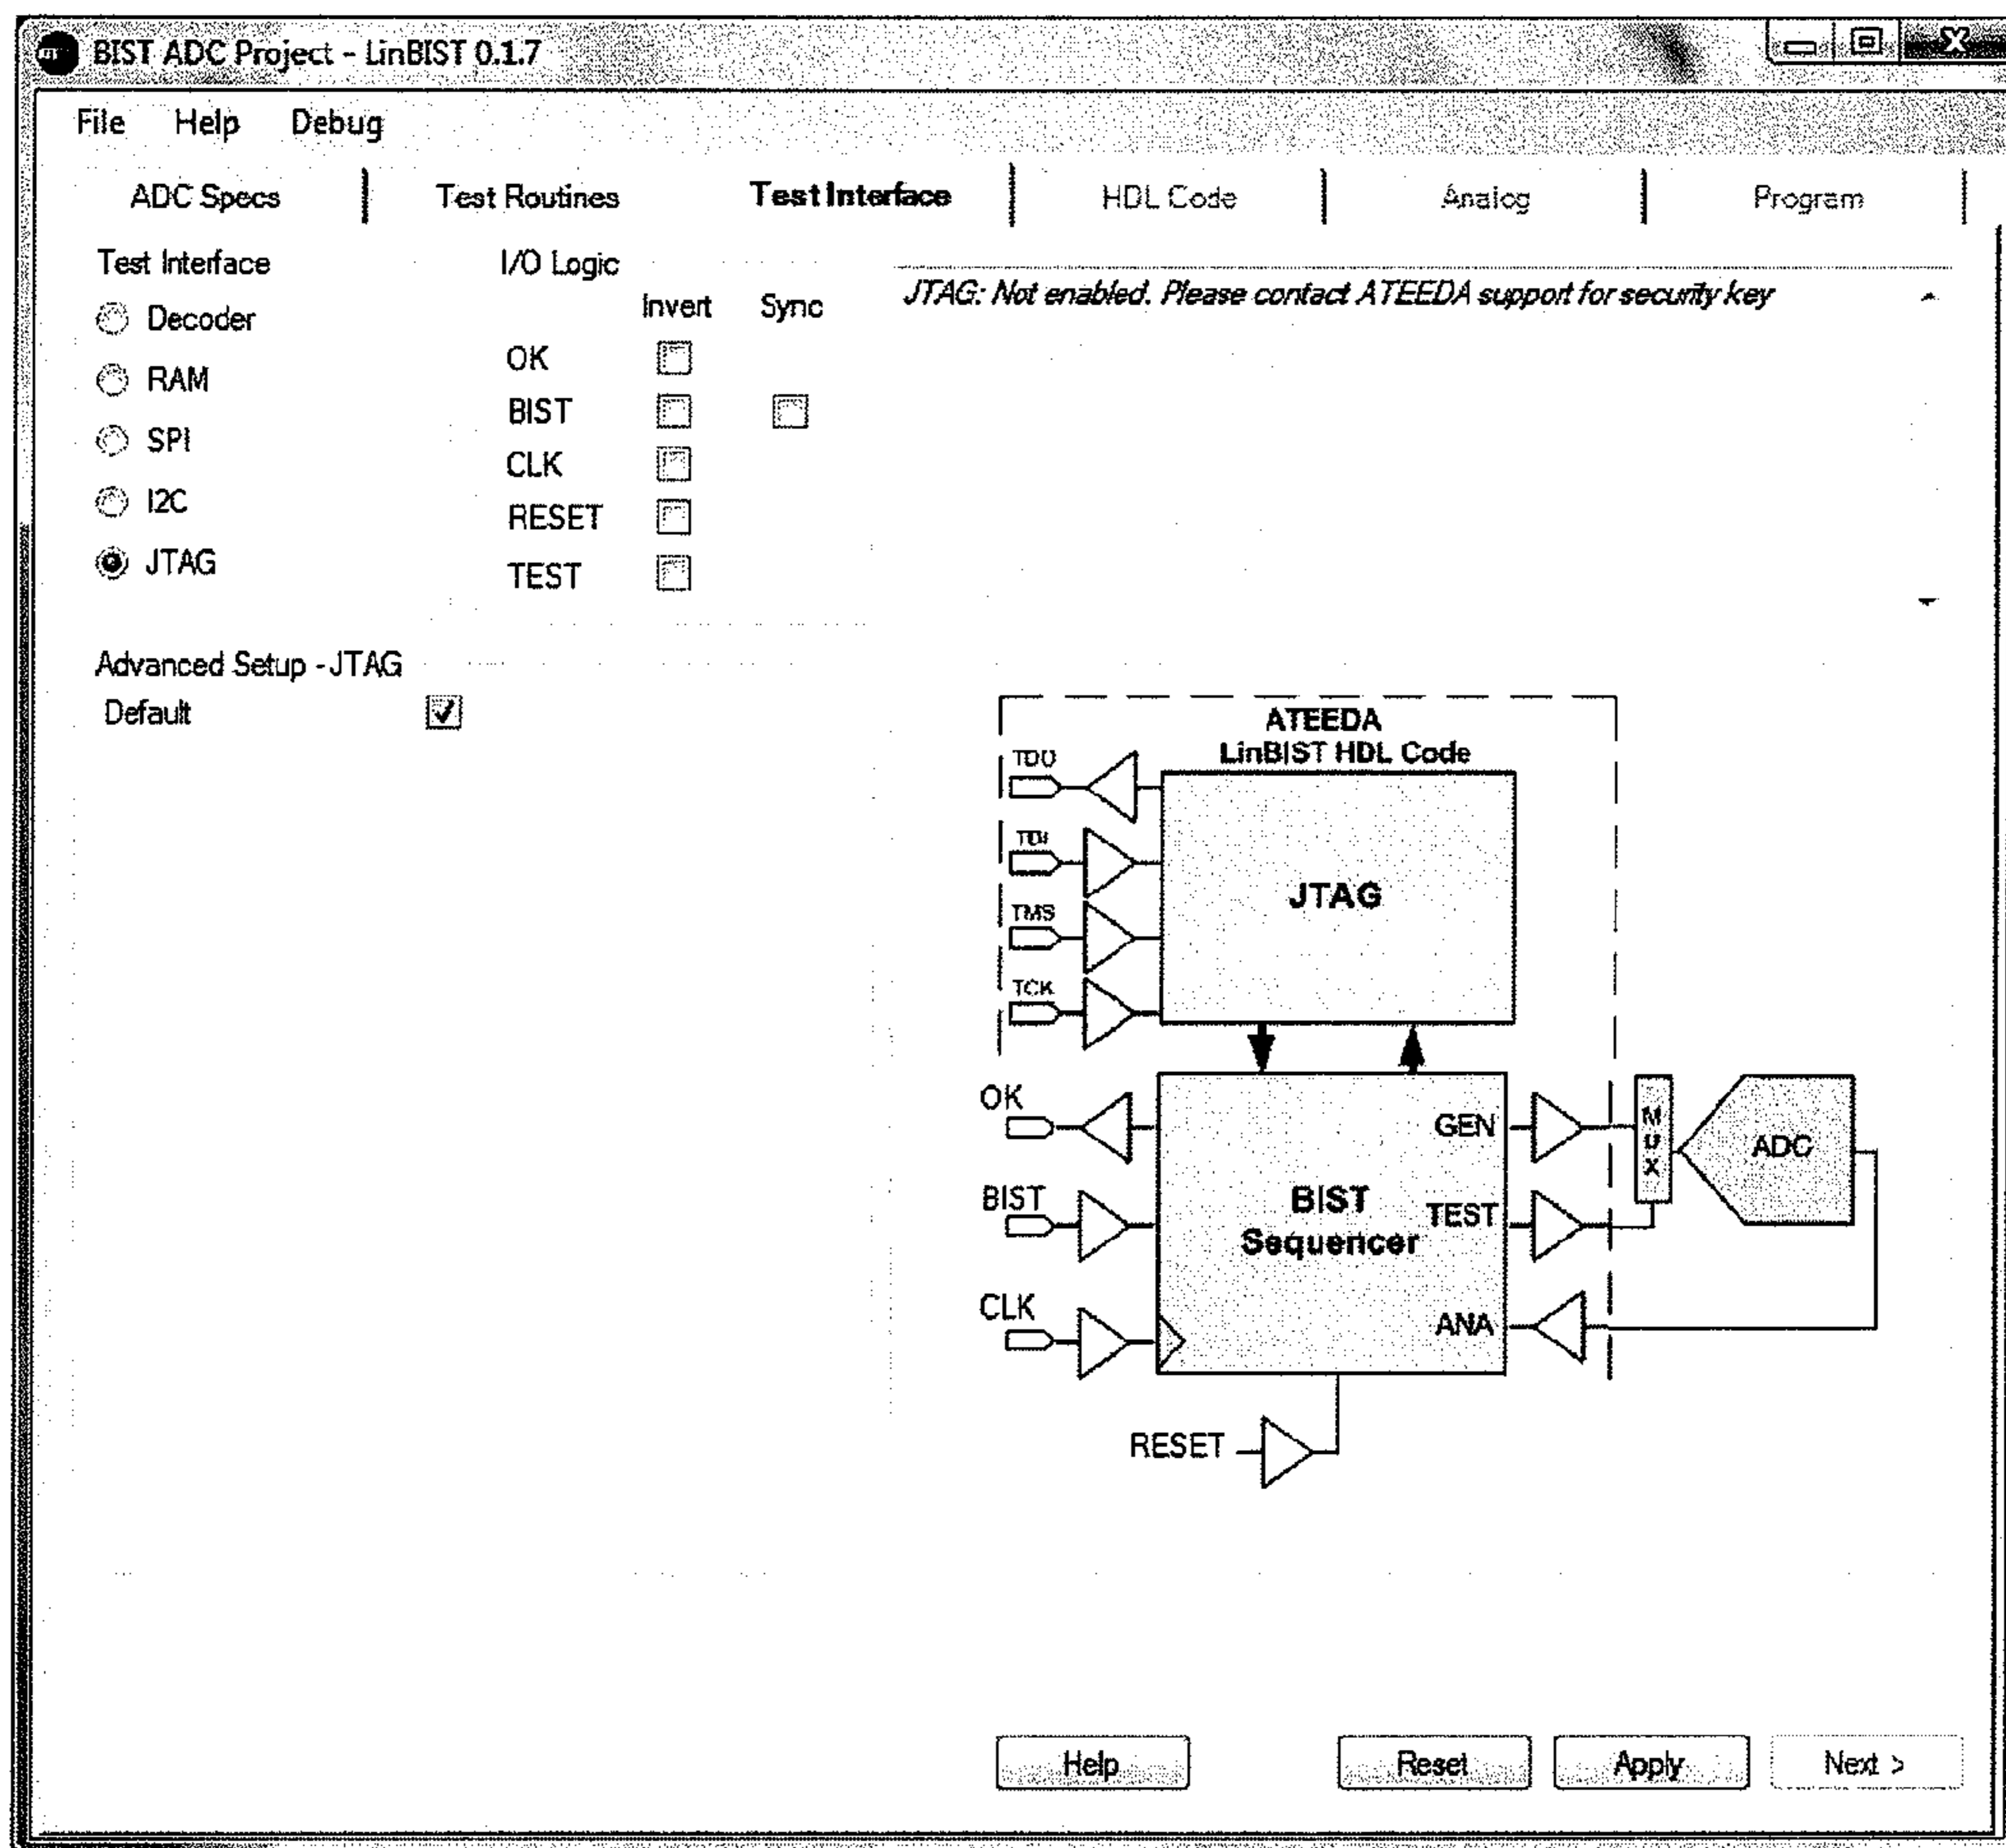 BIST ADC Project - LinBIST 0.1.7
File Help Debug
ADC Specs Test Routines Test Interface HDL Code Analog Program
Test Interface
Decoder
RAM
SPI
I2C
JTAG
I/O Logic
Invert Sync
OK
BIST
CLK
RESET
TEST
JTAG: Not enabled. Please contact ATEEDA support for security key
Advanced Setup - JTAG
Default
ATEEDA
LinBIST HDL Code
TDO
TDI
TMS
TCK
JTAG
OK
BIST
CLK
BIST
Sequencer
GEN
TEST
ANA
MUX
ADC
RESET
Help Reset Apply Next >